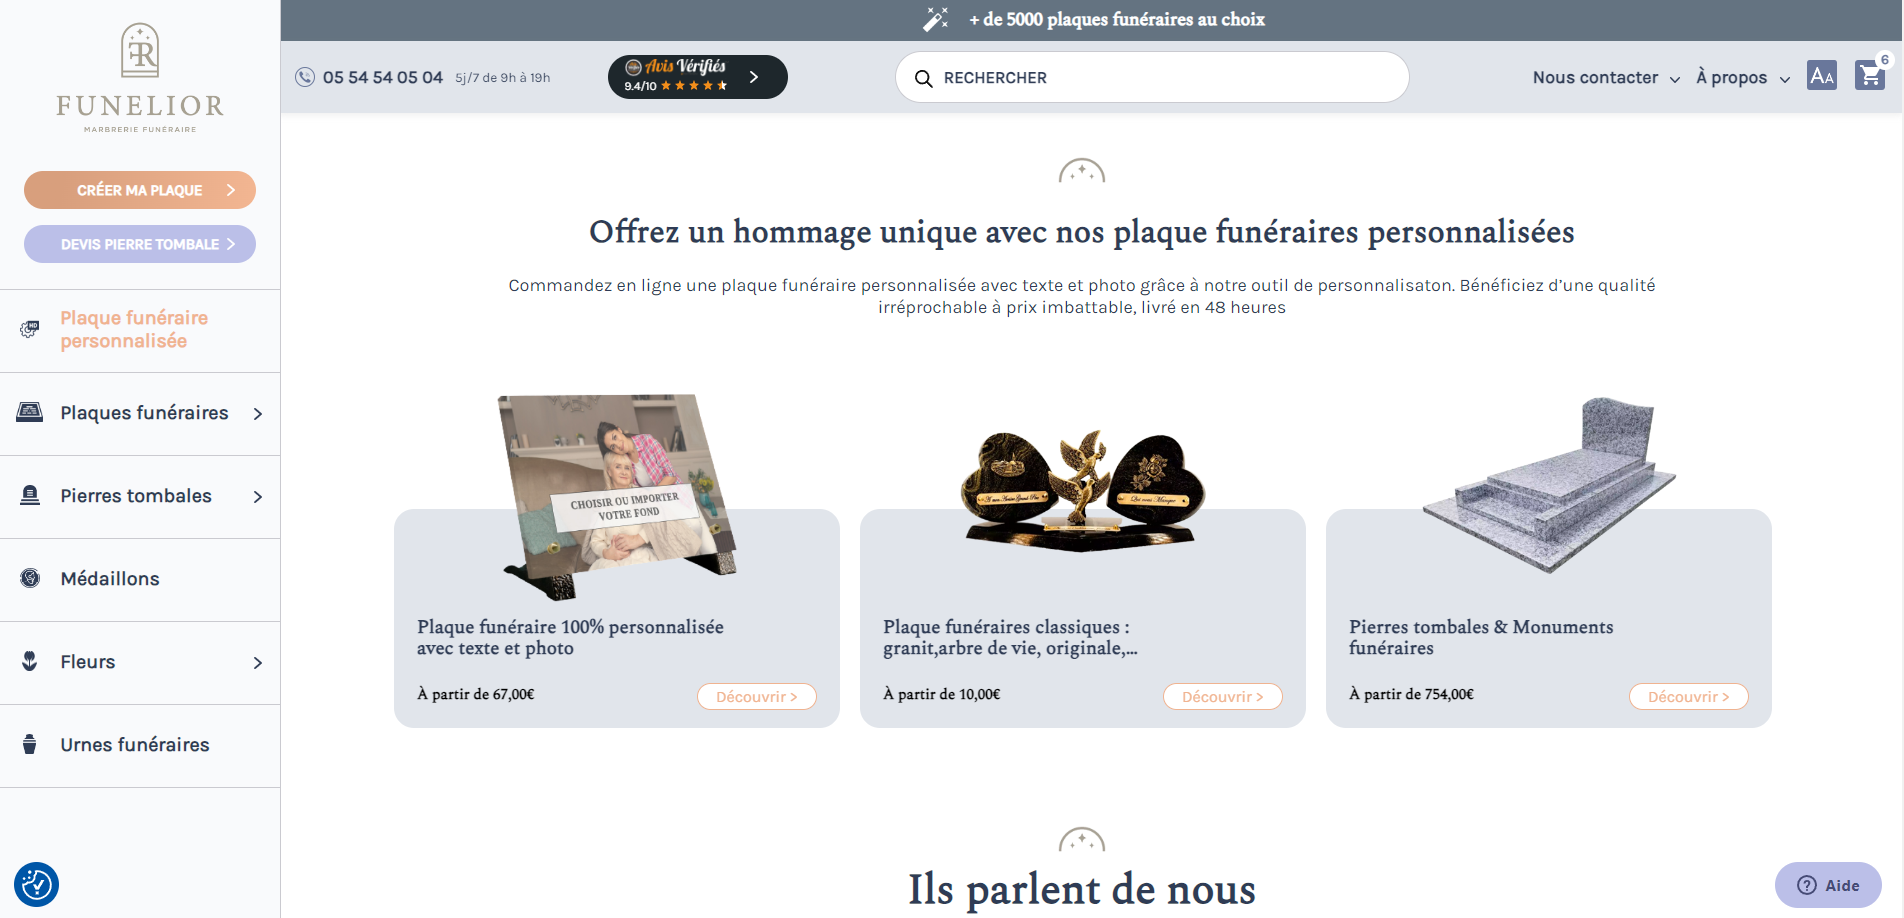 FUNELIOR
MARBRERIE FUNÉRAIRE
CRÉER MA PLAQUE
DEVIS PIERRE TOMBALE
Plaque funéraire
personnalisée
Plaques funéraires
Pierres tombales
Médaillons
Fleurs
Urnes funéraires
+ de 5000 plaques funéraires au choix
05 54 54 05 04 5j/7 de 9h à 19h
Avis Vérifiés
9.4/10
RECHERCHER
Nous contacter
À propos
AA
6
Offrez un hommage unique avec nos plaque funéraires personnalisées
Commandez en ligne une plaque funéraire personnalisée avec texte et photo grâce à notre outil de personnalisaton. Bénéficiez d’une qualité
irréprochable à prix imbattable, livré en 48 heures
CHOISIR OU IMPORTER
VOTRE FOND
Plaque funéraire 100% personnalisée
avec texte et photo
À partir de 67,00€
Découvrir >
Plaque funéraires classiques :
granit,arbre de vie, originale,...
À partir de 10,00€
Découvrir >
Pierres tombales & Monuments
funéraires
À partir de 754,00€
Découvrir >
Ils parlent de nous
Aide